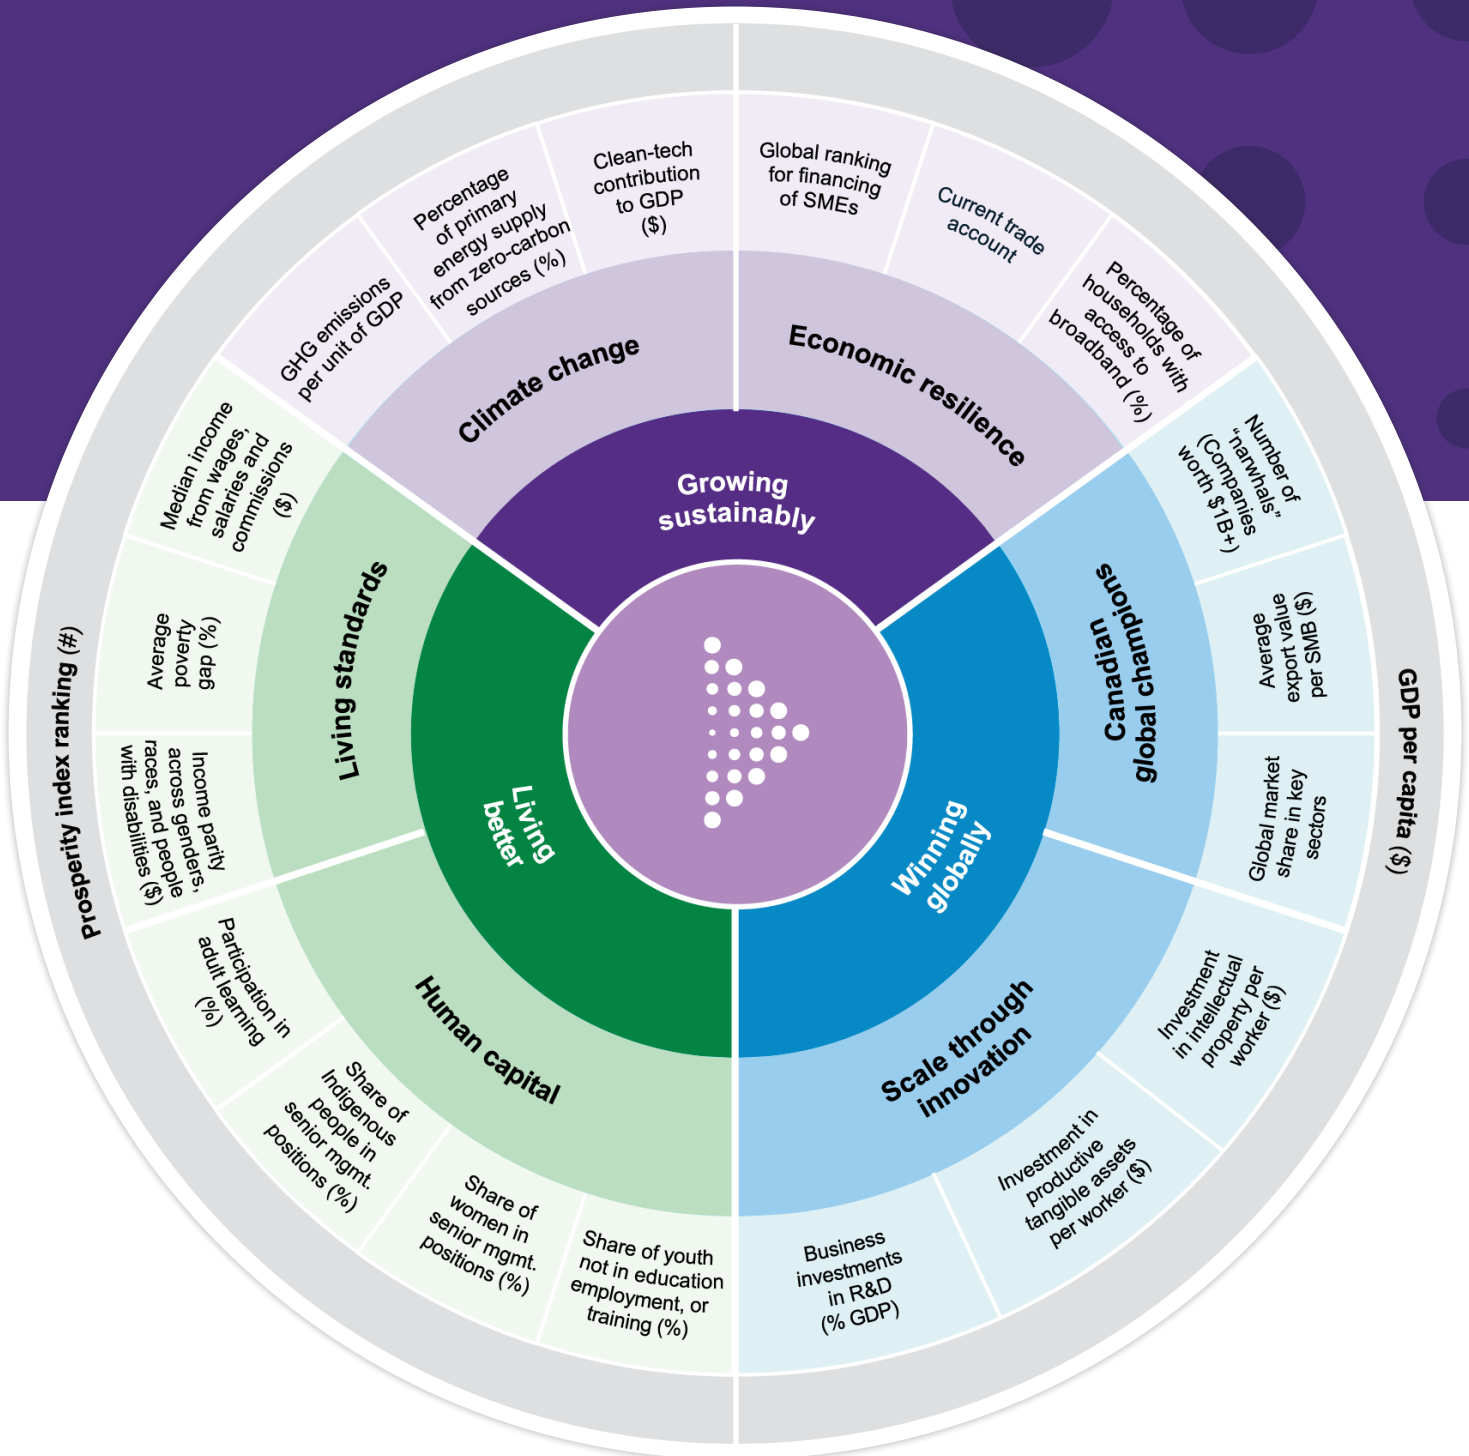 Prosperity index ranking (#)
GDP per capita ($)
Growing
sustainably
Climate change
GHG emissions
per unit of GDP
Percentage
of primary
energy supply
from zero-carbon
sources (%)
Clean-tech
contribution
to GDP
($)
Economic resilience
Global ranking
for financing
of SMEs
Current trade
account
Percentage of
households with
access to
broadband (%)
Winning
globally
Canadian
global champions
Number of
“narwhals”
(Companies
worth $1B+)
Average
export value
per SMB ($)
Global market
share in key
sectors
Scale through
innovation
Investment
in intellectual
property per
worker ($)
Investment in
productive
tangible assets
per worker ($)
Business
investments
in R&D
(% GDP)
Living
better
Human capital
Share of youth
not in education
employment, or
training (%)
Share of
women in
senior mgmt.
positions (%)
Share of
Indigenous
people in
senior mgmt.
positions (%)
Participation in
adult learning
(%)
Living standards
Income parity
across genders,
races, and people
with disabilities ($)
Average
poverty
gap (%)
Median income
from wages,
salaries and
commissions
($)